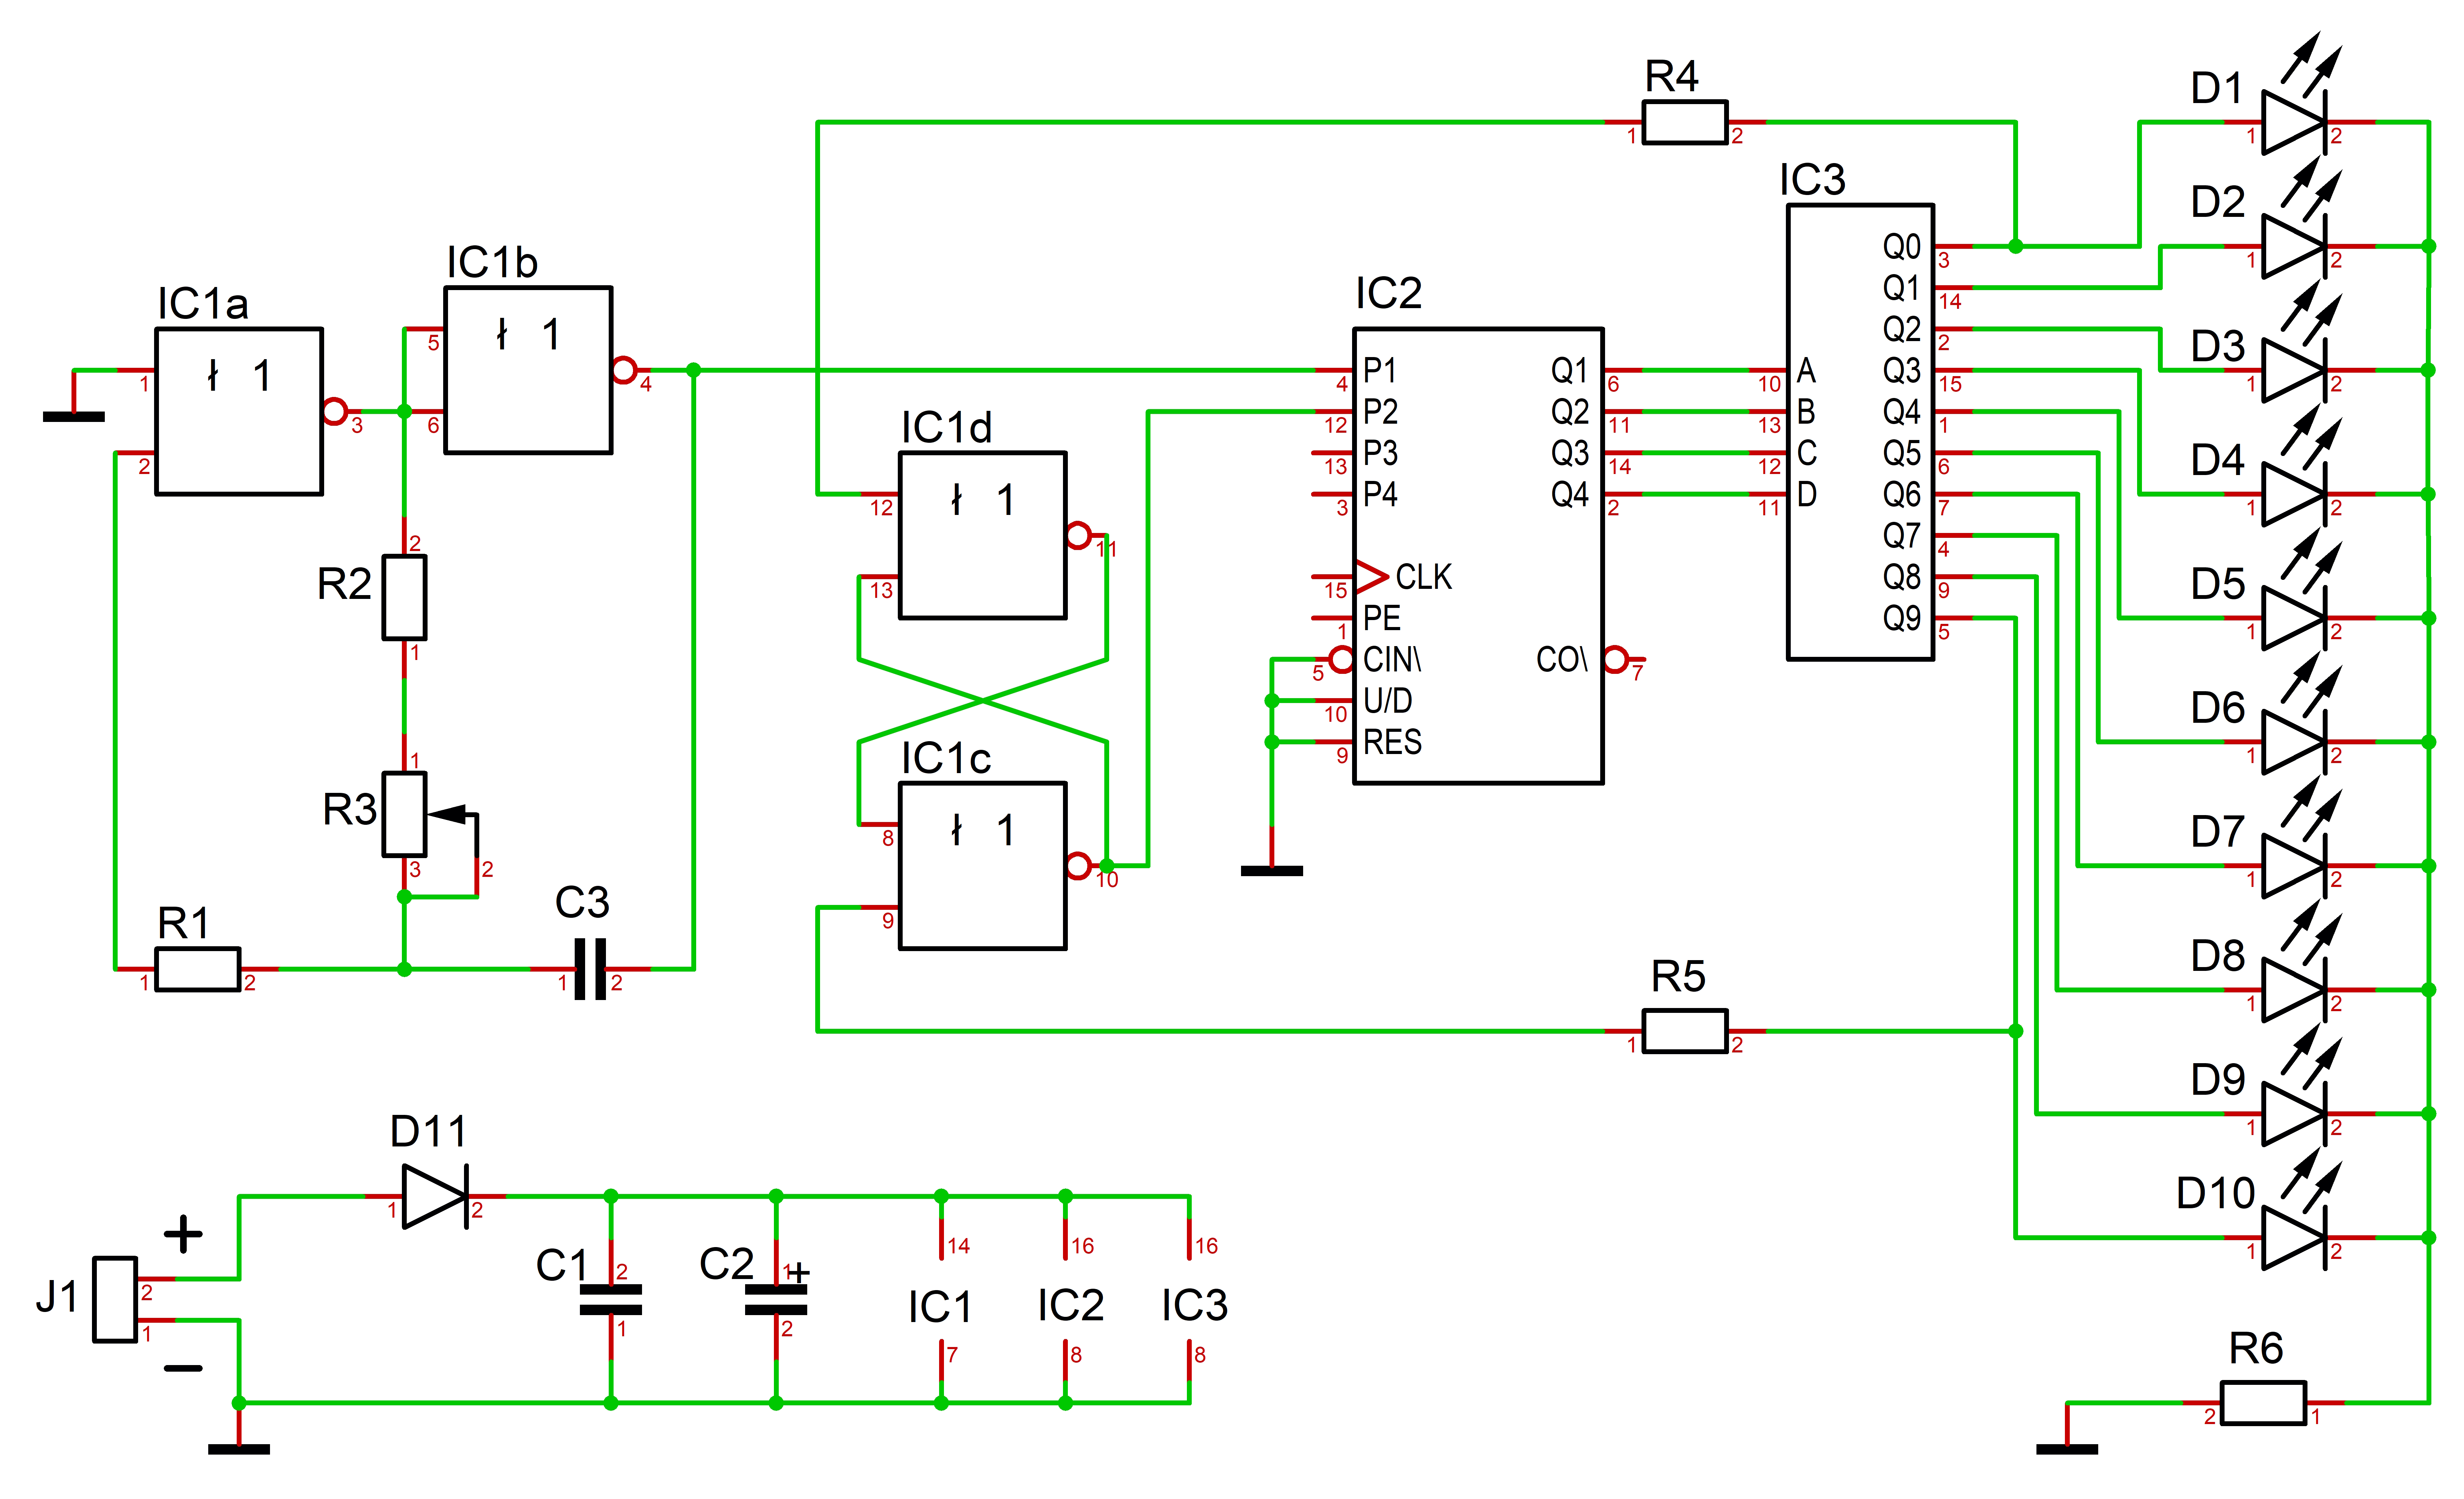 R4
1
2
D1
1
2
IC3
Q0
3
Q1
14
Q2
2
Q3
15
Q4
1
Q5
6
Q6
7
Q7
4
Q8
9
Q9
5
A
10
B
13
C
12
D
11
D2
1
2
D3
1
2
D4
1
2
D5
1
2
D6
1
2
D7
1
2
D8
1
2
D9
1
2
D10
1
2
IC1a
ł 1
1
2
3
IC1b
ł 1
5
6
4
IC2
P1
4
P2
12
P3
13
P4
3
CLK
15
PE
1
CIN\
5
U/D
10
RES
9
Q1
6
Q2
11
Q3
14
Q4
2
CO\
7
IC1d
ł 1
12
13
11
IC1c
ł 1
8
9
10
R2
2
1
R3
1
3
2
R1
1
2
C3
1
2
R5
1
2
D11
1
2
J1
+
2
1
−
C1
2
1
C2
1
+
2
14
IC1
7
16
IC2
8
16
IC3
8
R6
2
1